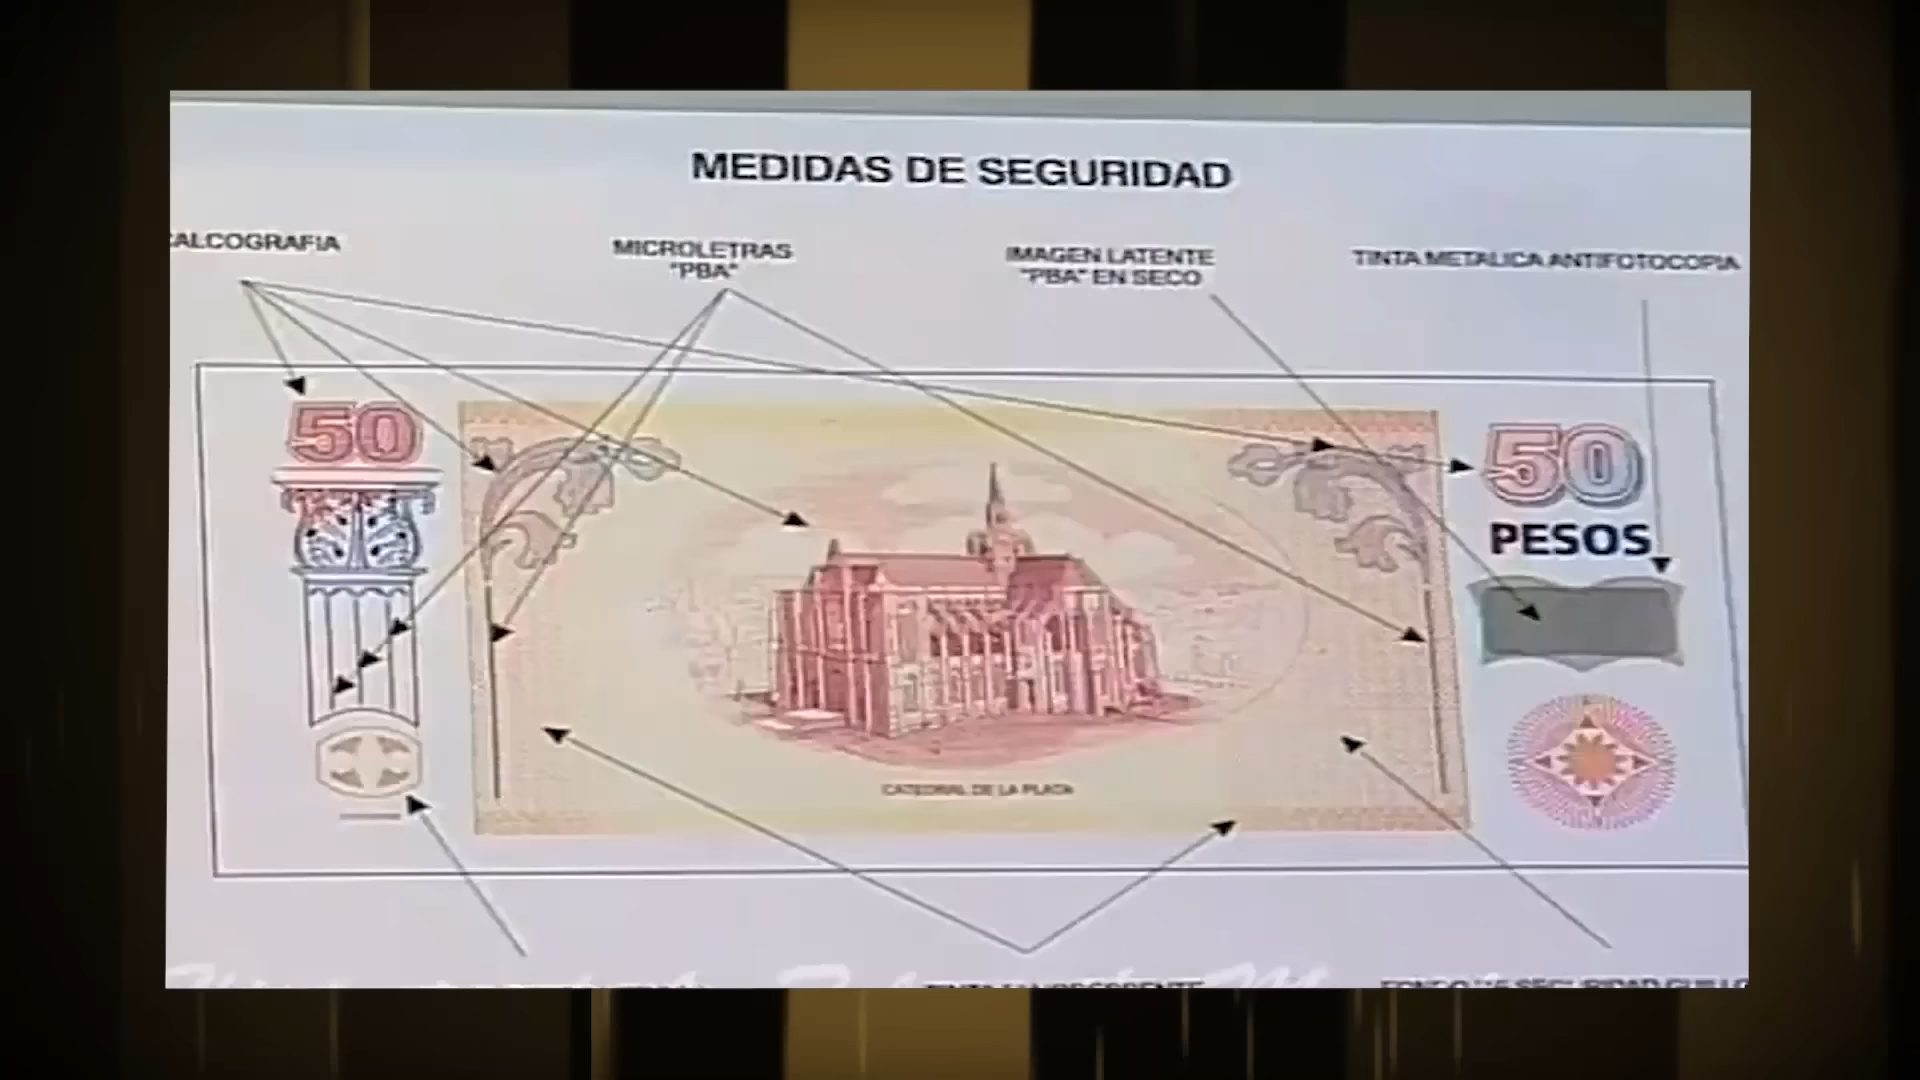 MEDIDAS DE SEGURIDAD
CALCOGRAFIA
MICROLETRAS
"PBA"
IMAGEN LATENTE
"PBA" EN SECO
TINTA METALICA ANTIFOTOCOPIA
50
50
PESOS
CATEDRAL DE LA PLATA